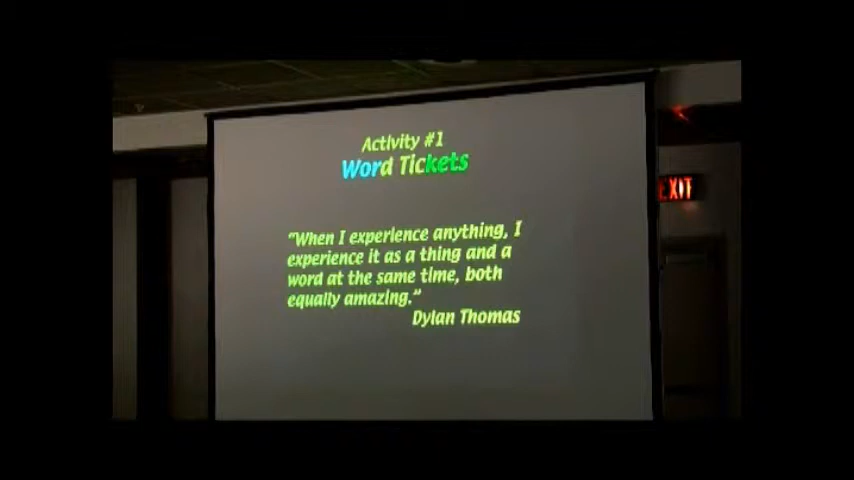 Activity #1
Word Tickets
"When I experience anything, I
experience it as a thing and a
word at the same time, both
equally amazing."
Dylan Thomas
EXIT